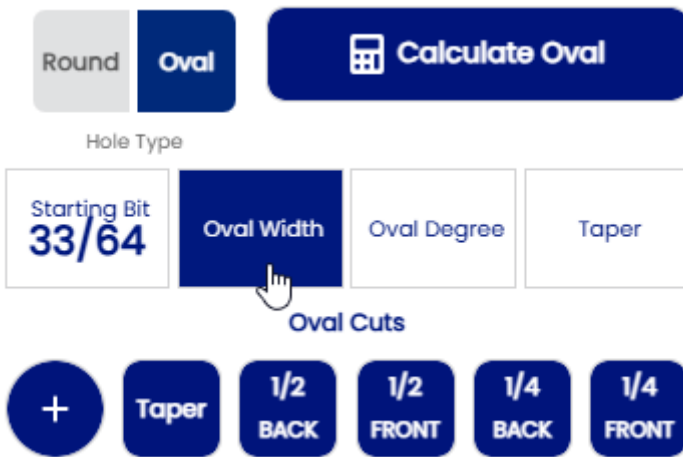 Round Oval Calculate Oval
Hole Type
Starting Bit
33/64
Oval Width Oval Degree Taper
Oval Cuts
+ Taper 1/2 BACK 1/2 FRONT 1/4 BACK 1/4 FRONT